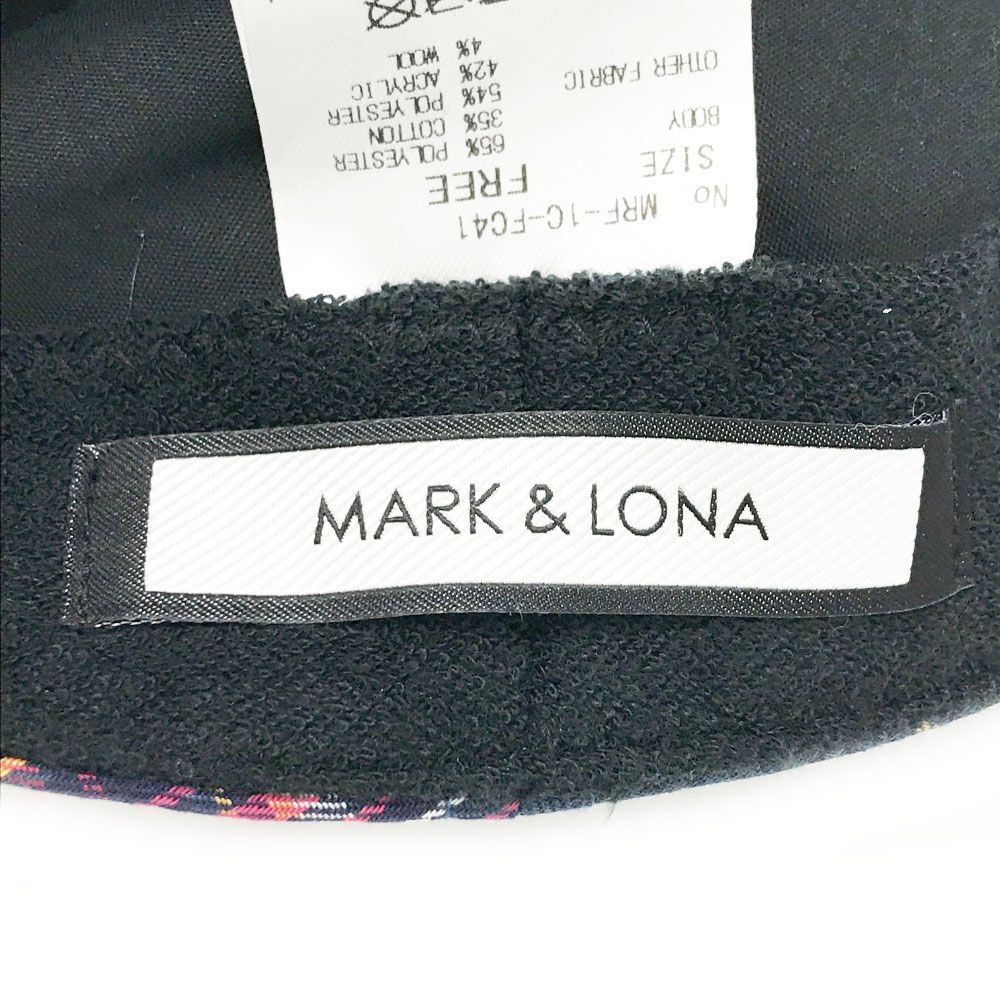 No. MRF-1C-FC41
SIZE FREE
BODY 65% POLYESTER
35% COTTON
OTHER FABRIC 54% POLYESTER
42% ACRYLIC
4% WOOL
MARK & LONA